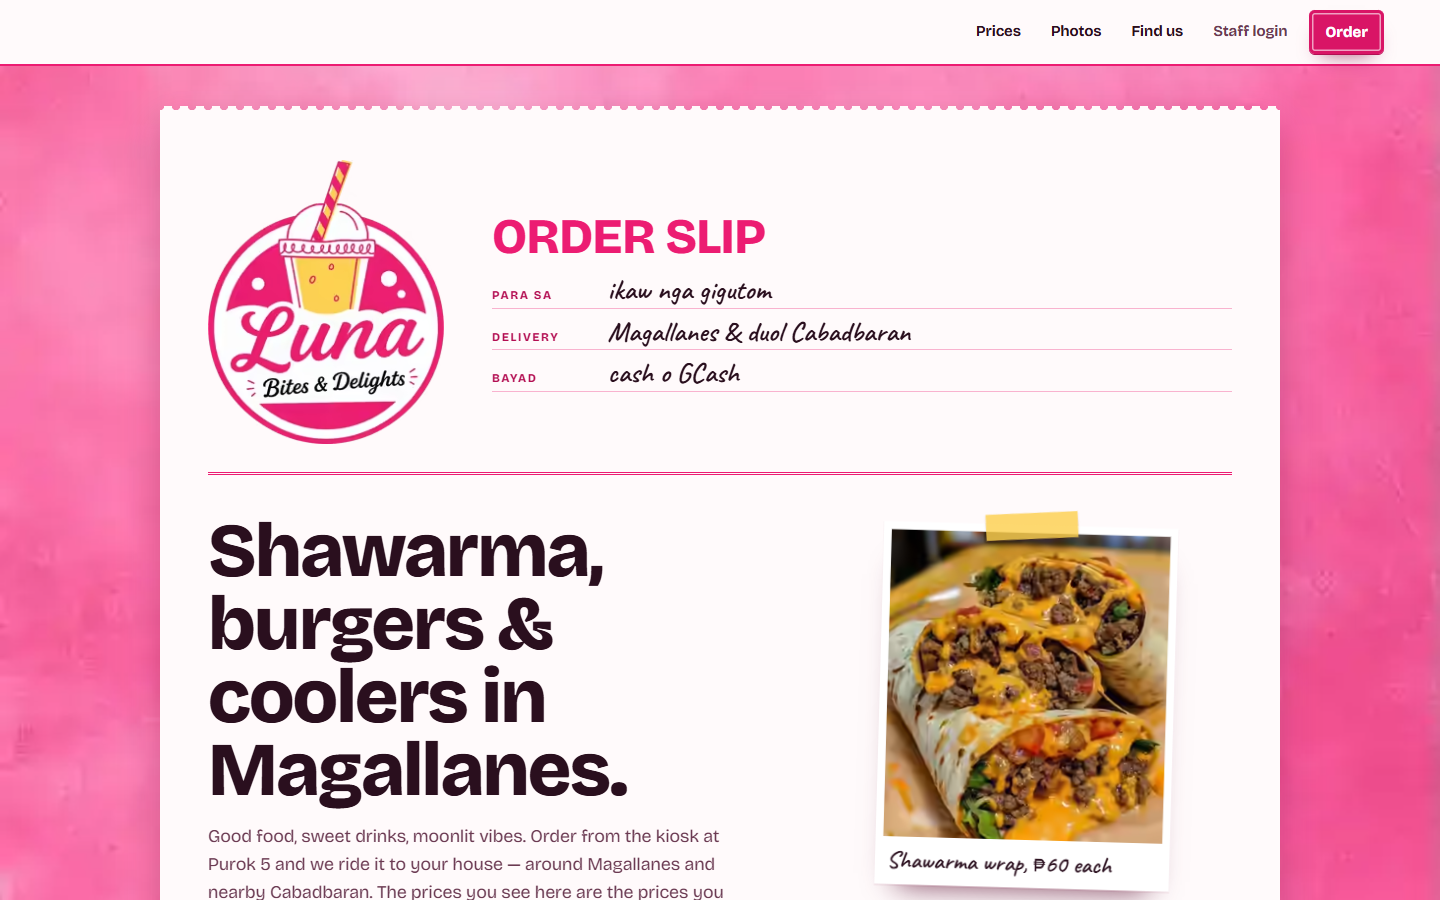 Prices Photos Find us Staff login Order
Luna
Bites & Delights
ORDER SLIP
PARA SA ikaw nga gigutom
DELIVERY Magallanes & duol Cabadbaran
BAYAD cash o GCash
Shawarma,
burgers &
coolers in
Magallanes.
Good food, sweet drinks, moonlit vibes. Order from the kiosk at
Purok 5 and we ride it to your house — around Magallanes and
nearby Cabadbaran. The prices you see here are the prices you
Shawarma wrap, ₱60 each